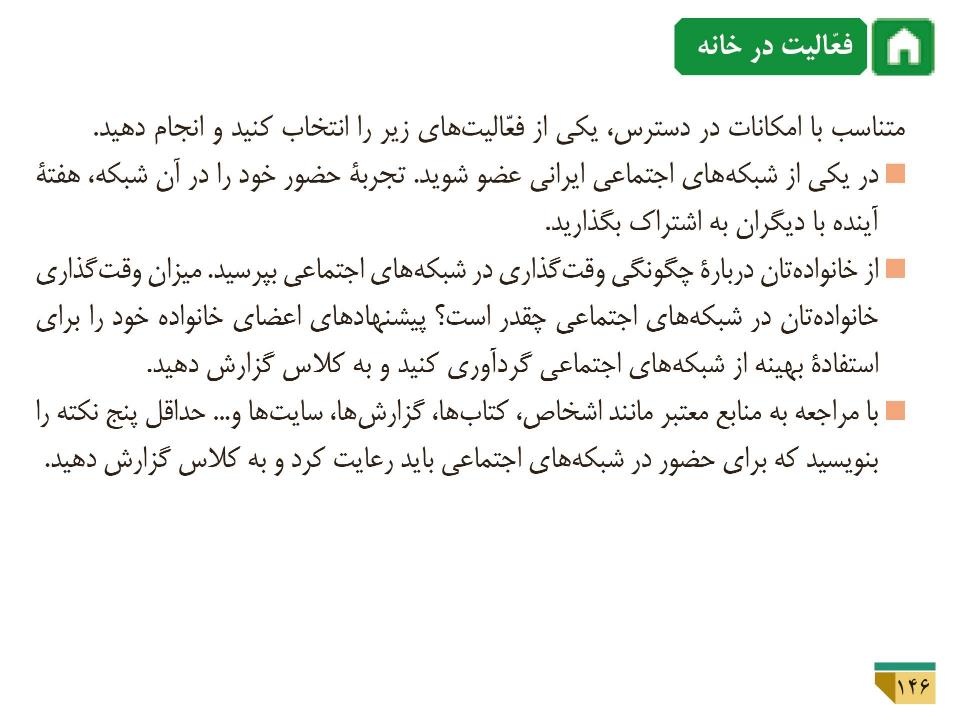 فعّالیت در خانه
متناسب با امکانات در دسترس، یکی از فعّالیت‌های زیر را انتخاب کنید و انجام دهید.
در یکی از شبکه‌های اجتماعی ایرانی عضو شوید. تجربهٔ حضور خود را در آن شبکه، هفتهٔ
آینده با دیگران به اشتراک بگذارید.
از خانواده‌تان دربارهٔ چگونگی وقت‌گذاری در شبکه‌های اجتماعی بپرسید. میزان وقت‌گذاری
خانواده‌تان در شبکه‌های اجتماعی چقدر است؟ پیشنهادهای اعضای خانواده خود را برای
استفادهٔ بهینه از شبکه‌های اجتماعی گردآوری کنید و به کلاس گزارش دهید.
با مراجعه به منابع معتبر مانند اشخاص، کتاب‌ها، گزارش‌ها، سایت‌ها و... حداقل پنج نکته را
بنویسید که برای حضور در شبکه‌های اجتماعی باید رعایت کرد و به کلاس گزارش دهید.
۱۴۶